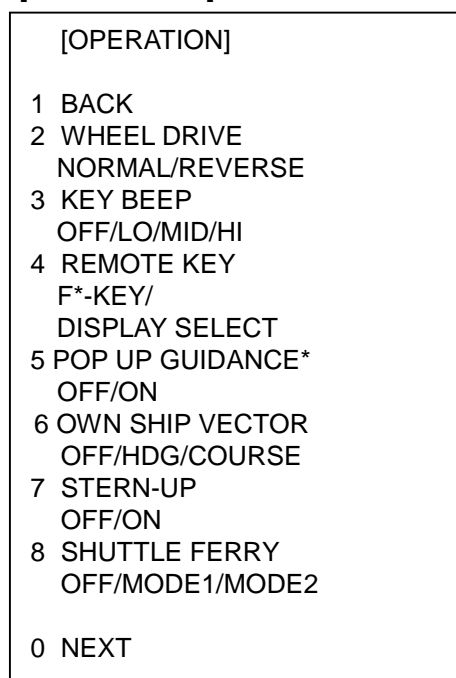 [OPERATION]
1 BACK
2 WHEEL DRIVE
NORMAL/REVERSE
3 KEY BEEP
OFF/LO/MID/HI
4 REMOTE KEY
F*-KEY/
DISPLAY SELECT
5 POP UP GUIDANCE*
OFF/ON
6 OWN SHIP VECTOR
OFF/HDG/COURSE
7 STERN-UP
OFF/ON
8 SHUTTLE FERRY
OFF/MODE1/MODE2
0 NEXT